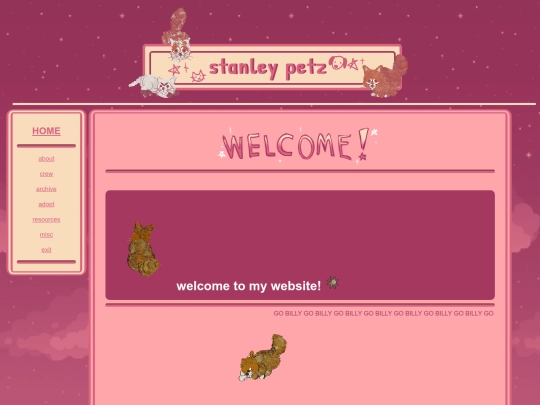 stanley petz
HOME
about
crew
archive
adopt
resources
misc
exit
WELCOME!
welcome to my website!
GO BILLY GO BILLY GO BILLY GO BILLY GO BILLY GO BILLY GO BILLY GO